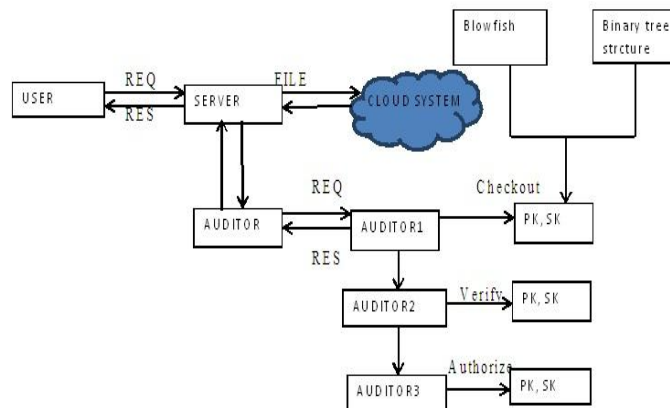 Blowfish
Binary tree
strcture
REQ
FILE
USER
SERVER
CLOUD SYSTEM
RES
REQ
Checkout
AUDITOR
AUDITOR1
PK, SK
RES
AUDITOR2
Verify
PK, SK
Authorize
AUDITOR3
PK, SK